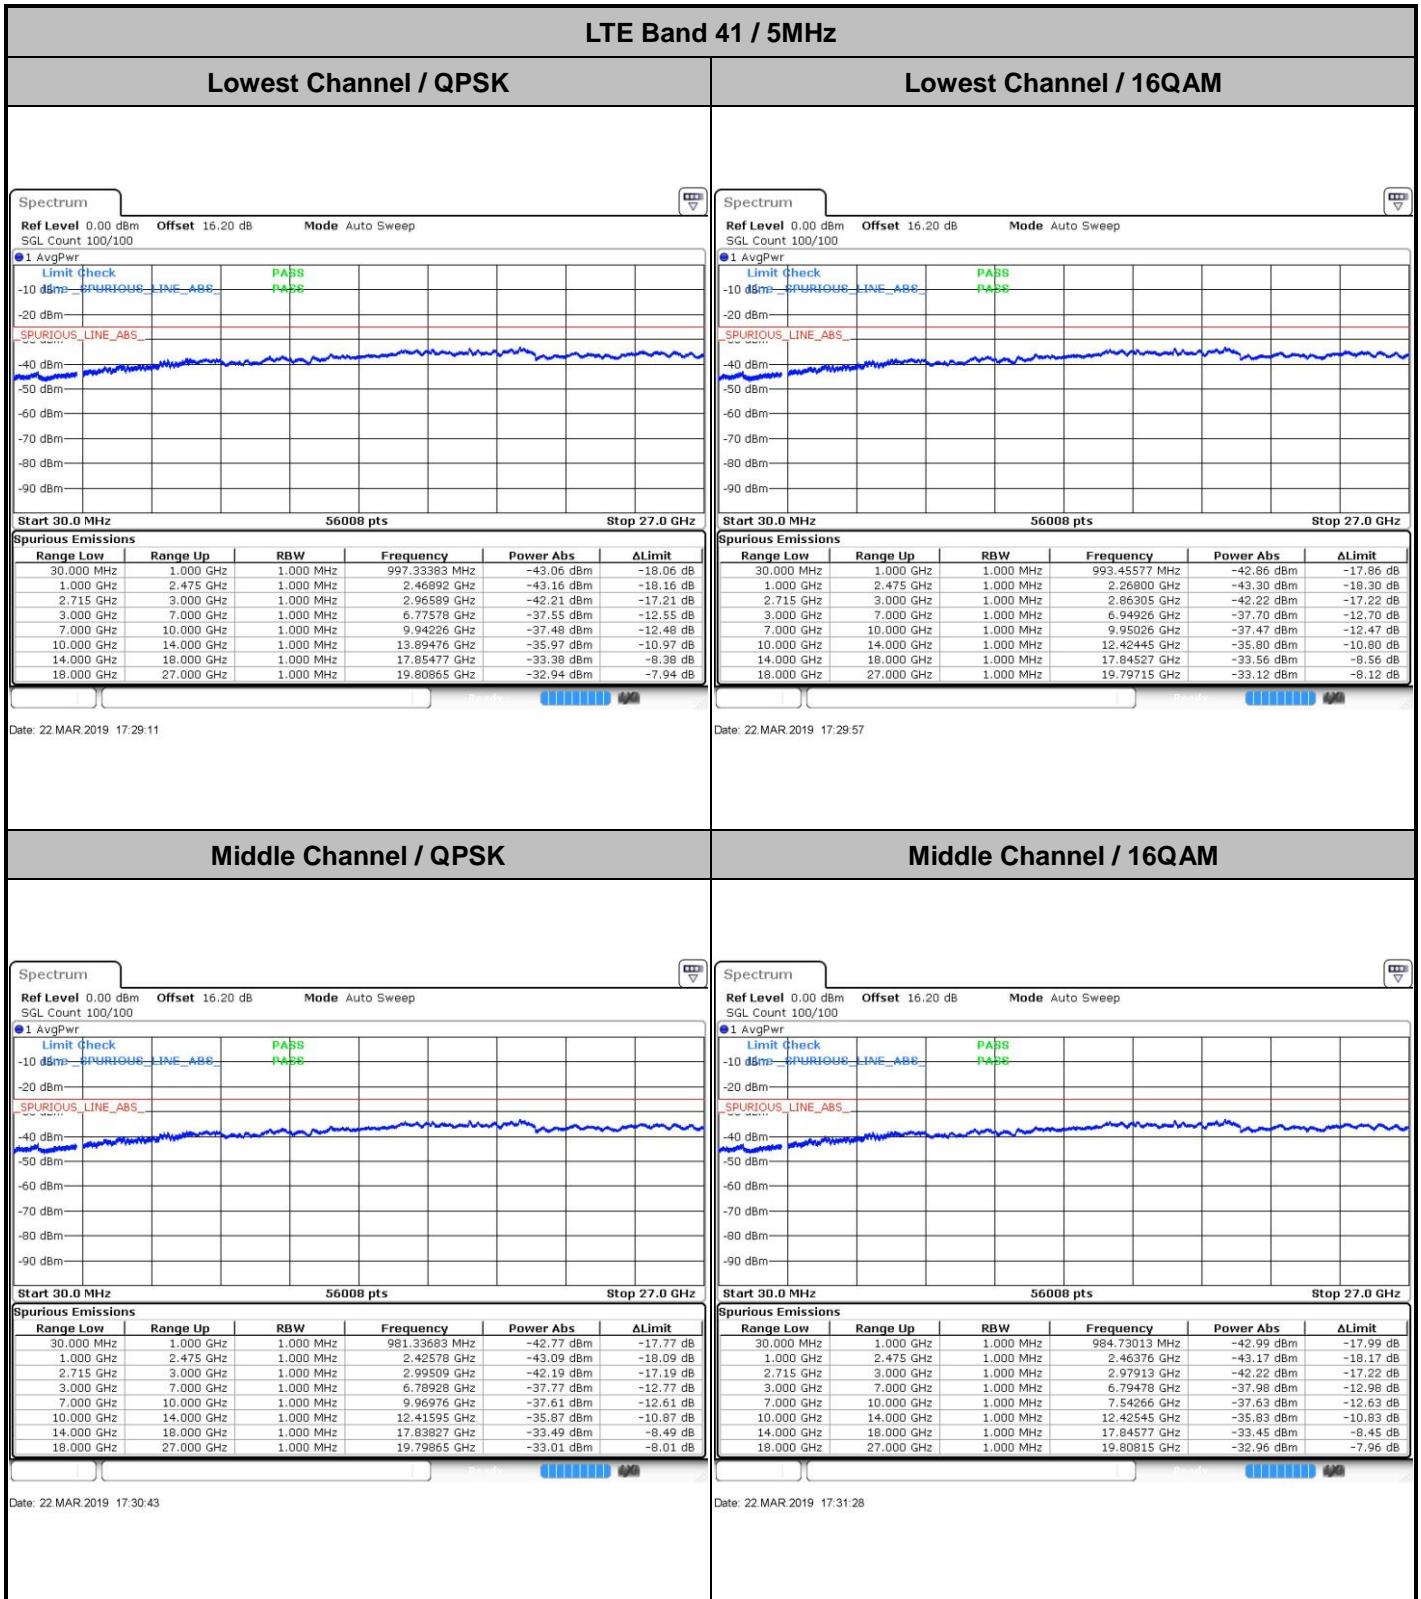 LTE Band 41 / 5MHz
Lowest Channel / QPSK
Lowest Channel / 16QAM
Spectrum
Ref Level 0.00 dBm Offset 16.20 dB Mode Auto Sweep
SGL Count 100/100
1 AvgPwr
Limit Check PASS
-10 dBm
Line _SPURIOUS_LINE_ABS_ PASS
-20 dBm
_SPURIOUS_LINE_ABS_
-40 dBm
-50 dBm
-60 dBm
-70 dBm
-80 dBm
-90 dBm
Start 30.0 MHz 56008 pts Stop 27.0 GHz
Spurious Emissions
Range Low Range Up RBW Frequency Power Abs ΔLimit
30.000 MHz 1.000 GHz 1.000 MHz 997.33383 MHz -43.06 dBm -18.06 dB
1.000 GHz 2.475 GHz 1.000 MHz 2.46892 GHz -43.16 dBm -18.16 dB
2.715 GHz 3.000 GHz 1.000 MHz 2.96589 GHz -42.21 dBm -17.21 dB
3.000 GHz 7.000 GHz 1.000 MHz 6.77578 GHz -37.55 dBm -12.55 dB
7.000 GHz 10.000 GHz 1.000 MHz 9.94226 GHz -37.48 dBm -12.48 dB
10.000 GHz 14.000 GHz 1.000 MHz 13.89476 GHz -35.97 dBm -10.97 dB
14.000 GHz 18.000 GHz 1.000 MHz 17.85477 GHz -33.38 dBm -8.38 dB
18.000 GHz 27.000 GHz 1.000 MHz 19.80865 GHz -32.94 dBm -7.94 dB
Date: 22.MAR.2019 17:29:11
Spectrum
Ref Level 0.00 dBm Offset 16.20 dB Mode Auto Sweep
SGL Count 100/100
1 AvgPwr
Limit Check PASS
-10 dBm
Line _SPURIOUS_LINE_ABS_ PASS
-20 dBm
_SPURIOUS_LINE_ABS_
-40 dBm
-50 dBm
-60 dBm
-70 dBm
-80 dBm
-90 dBm
Start 30.0 MHz 56008 pts Stop 27.0 GHz
Spurious Emissions
Range Low Range Up RBW Frequency Power Abs ΔLimit
30.000 MHz 1.000 GHz 1.000 MHz 993.45577 MHz -42.86 dBm -17.86 dB
1.000 GHz 2.475 GHz 1.000 MHz 2.26800 GHz -43.30 dBm -18.30 dB
2.715 GHz 3.000 GHz 1.000 MHz 2.86305 GHz -42.22 dBm -17.22 dB
3.000 GHz 7.000 GHz 1.000 MHz 6.94926 GHz -37.70 dBm -12.70 dB
7.000 GHz 10.000 GHz 1.000 MHz 9.95026 GHz -37.47 dBm -12.47 dB
10.000 GHz 14.000 GHz 1.000 MHz 12.42445 GHz -35.80 dBm -10.80 dB
14.000 GHz 18.000 GHz 1.000 MHz 17.84527 GHz -33.56 dBm -8.56 dB
18.000 GHz 27.000 GHz 1.000 MHz 19.79715 GHz -33.12 dBm -8.12 dB
Date: 22.MAR.2019 17:29:57
Middle Channel / QPSK
Middle Channel / 16QAM
Spectrum
Ref Level 0.00 dBm Offset 16.20 dB Mode Auto Sweep
SGL Count 100/100
1 AvgPwr
Limit Check PASS
-10 dBm
Line _SPURIOUS_LINE_ABS_ PASS
-20 dBm
_SPURIOUS_LINE_ABS_
-40 dBm
-50 dBm
-60 dBm
-70 dBm
-80 dBm
-90 dBm
Start 30.0 MHz 56008 pts Stop 27.0 GHz
Spurious Emissions
Range Low Range Up RBW Frequency Power Abs ΔLimit
30.000 MHz 1.000 GHz 1.000 MHz 981.33683 MHz -42.77 dBm -17.77 dB
1.000 GHz 2.475 GHz 1.000 MHz 2.42578 GHz -43.09 dBm -18.09 dB
2.715 GHz 3.000 GHz 1.000 MHz 2.99509 GHz -42.19 dBm -17.19 dB
3.000 GHz 7.000 GHz 1.000 MHz 6.78928 GHz -37.77 dBm -12.77 dB
7.000 GHz 10.000 GHz 1.000 MHz 9.96976 GHz -37.61 dBm -12.61 dB
10.000 GHz 14.000 GHz 1.000 MHz 12.41595 GHz -35.87 dBm -10.87 dB
14.000 GHz 18.000 GHz 1.000 MHz 17.83827 GHz -33.49 dBm -8.49 dB
18.000 GHz 27.000 GHz 1.000 MHz 19.79865 GHz -33.01 dBm -8.01 dB
Date: 22.MAR.2019 17:30:43
Spectrum
Ref Level 0.00 dBm Offset 16.20 dB Mode Auto Sweep
SGL Count 100/100
1 AvgPwr
Limit Check PASS
-10 dBm
Line _SPURIOUS_LINE_ABS_ PASS
-20 dBm
_SPURIOUS_LINE_ABS_
-40 dBm
-50 dBm
-60 dBm
-70 dBm
-80 dBm
-90 dBm
Start 30.0 MHz 56008 pts Stop 27.0 GHz
Spurious Emissions
Range Low Range Up RBW Frequency Power Abs ΔLimit
30.000 MHz 1.000 GHz 1.000 MHz 984.73013 MHz -42.99 dBm -17.99 dB
1.000 GHz 2.475 GHz 1.000 MHz 2.46376 GHz -43.17 dBm -18.17 dB
2.715 GHz 3.000 GHz 1.000 MHz 2.97913 GHz -42.22 dBm -17.22 dB
3.000 GHz 7.000 GHz 1.000 MHz 6.79478 GHz -37.98 dBm -12.98 dB
7.000 GHz 10.000 GHz 1.000 MHz 7.54266 GHz -37.63 dBm -12.63 dB
10.000 GHz 14.000 GHz 1.000 MHz 12.42545 GHz -35.83 dBm -10.83 dB
14.000 GHz 18.000 GHz 1.000 MHz 17.84577 GHz -33.45 dBm -8.45 dB
18.000 GHz 27.000 GHz 1.000 MHz 19.80815 GHz -32.96 dBm -7.96 dB
Date: 22.MAR.2019 17:31:28